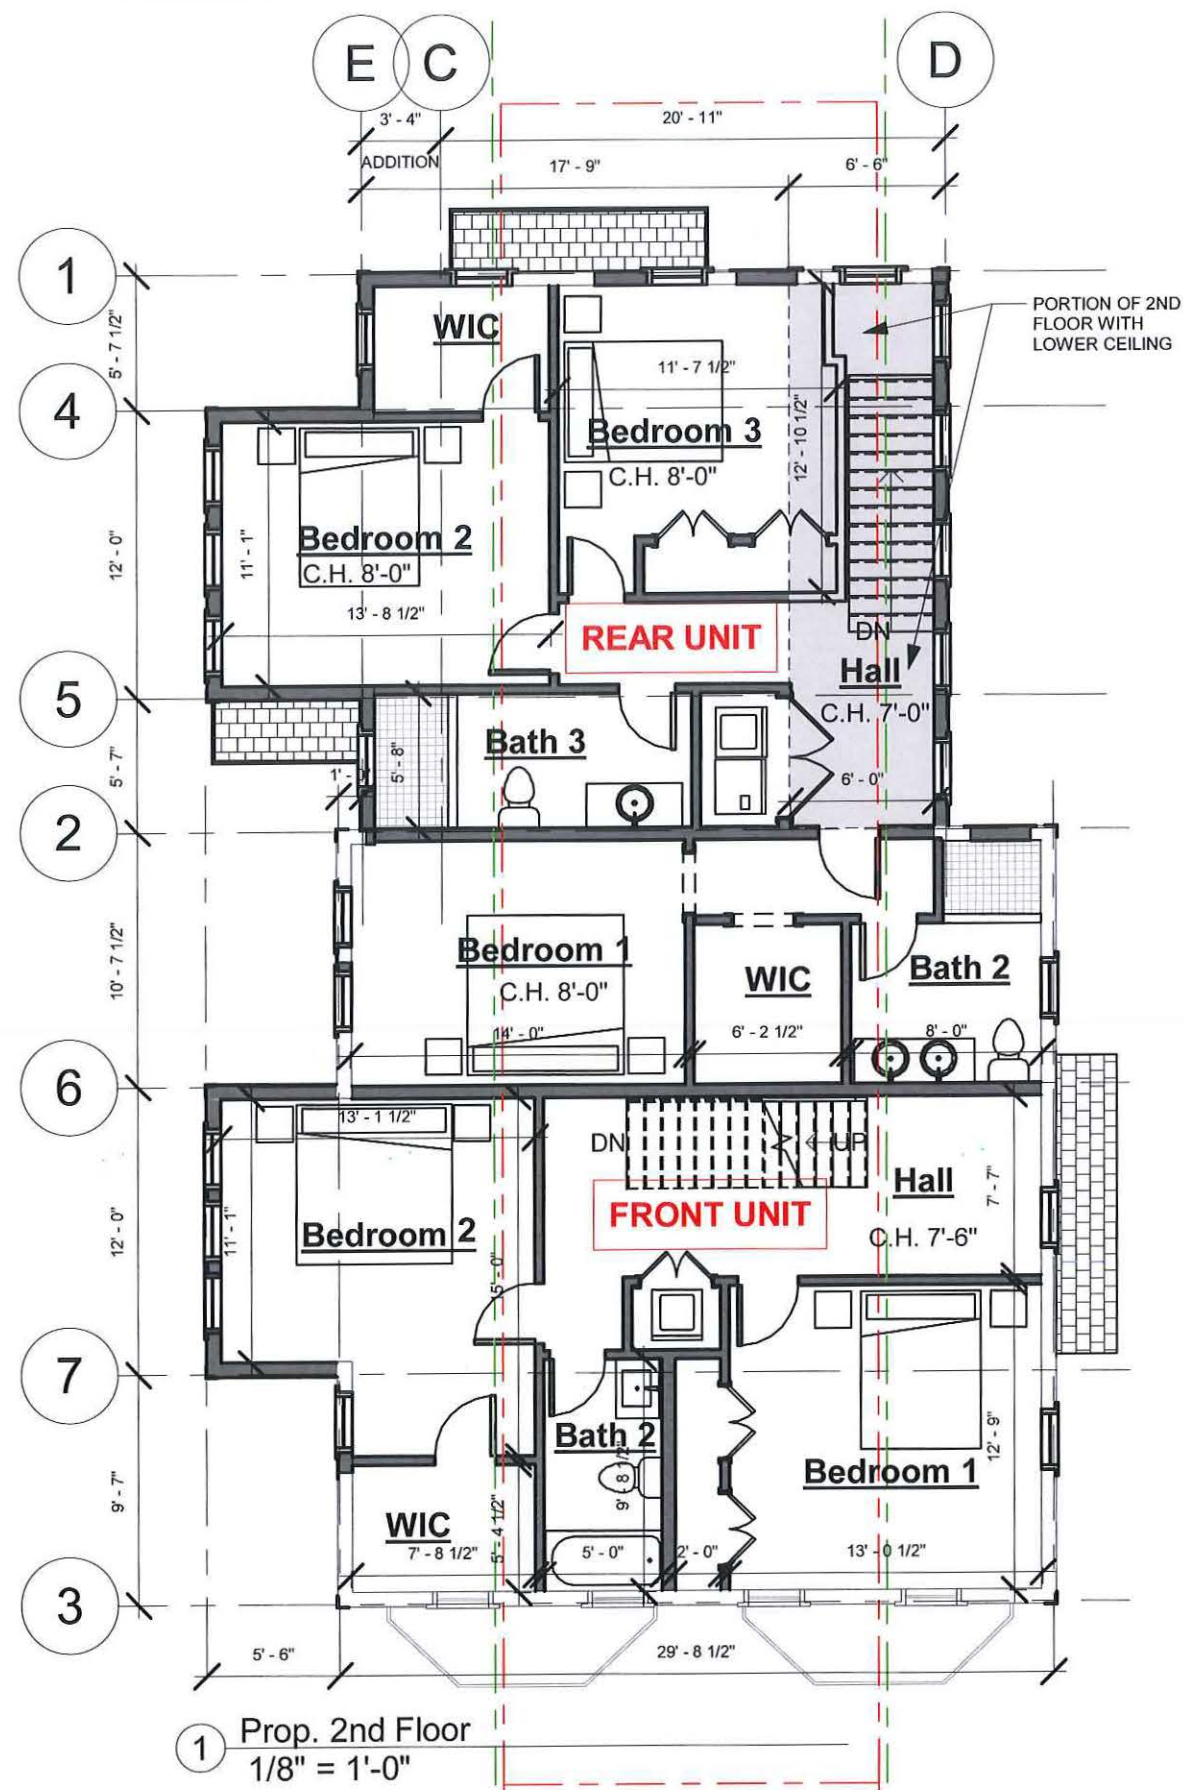 E
C
D
3' - 4"
20' - 11"
ADDITION
17' - 9"
6' - 6"
1
PORTION OF 2ND
FLOOR WITH
LOWER CEILING
5' - 7 1/2"
WIC
11' - 7 1/2"
4
Bedroom 3
C.H. 8'-0"
12' - 10 1/2"
Bedroom 2
C.H. 8'-0"
12' - 0"
11' - 1"
13' - 8 1/2"
REAR UNIT
DN
Hall
C.H. 7'-0"
5
Bath 3
5' - 7"
5' - 8"
6' - 0"
2
Bedroom 1
C.H. 8'-0"
WIC
Bath 2
10' - 7 1/2"
14' - 0"
6' - 2 1/2"
8' - 0"
6
13' - 1 1/2"
DN
UP
Hall
7' - 7"
FRONT UNIT
C.H. 7'-6"
Bedroom 2
12' - 0"
11' - 1"
7
Bath 2
9' - 8 1/2"
12' - 9"
Bedroom 1
9' - 7"
WIC
7' - 8 1/2"
5' - 4 1/2"
5' - 0"
2' - 0"
13' - 0 1/2"
3
5' - 6"
29' - 8 1/2"
1
Prop. 2nd Floor
1/8" = 1'-0"